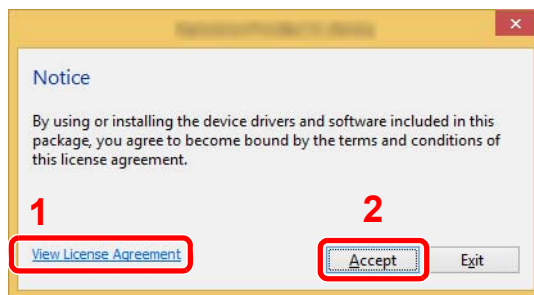 Notice
By using or installing the device drivers and software included in this
package, you agree to become bound by the terms and conditions of
this license agreement.
1
2
View License Agreement
Accept
Exit